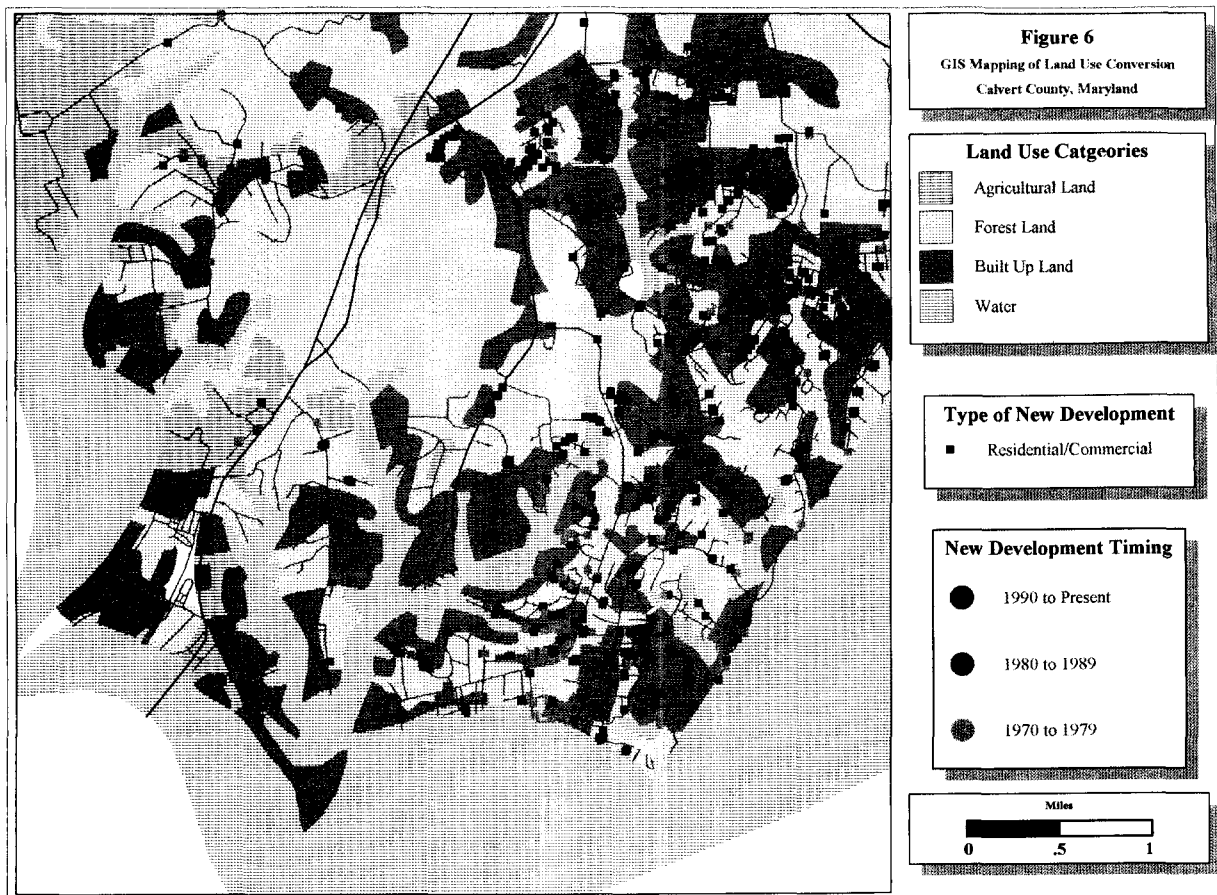 Figure 6
GIS Mapping of Land Use Conversion
Calvert County, Maryland
Land Use Catgeories
Agricultural Land
Forest Land
Built Up Land
Water
Type of New Development
Residential/Commercial
New Development Timing
1990 to Present
1980 to 1989
1970 to 1979
Miles
0 .5 1